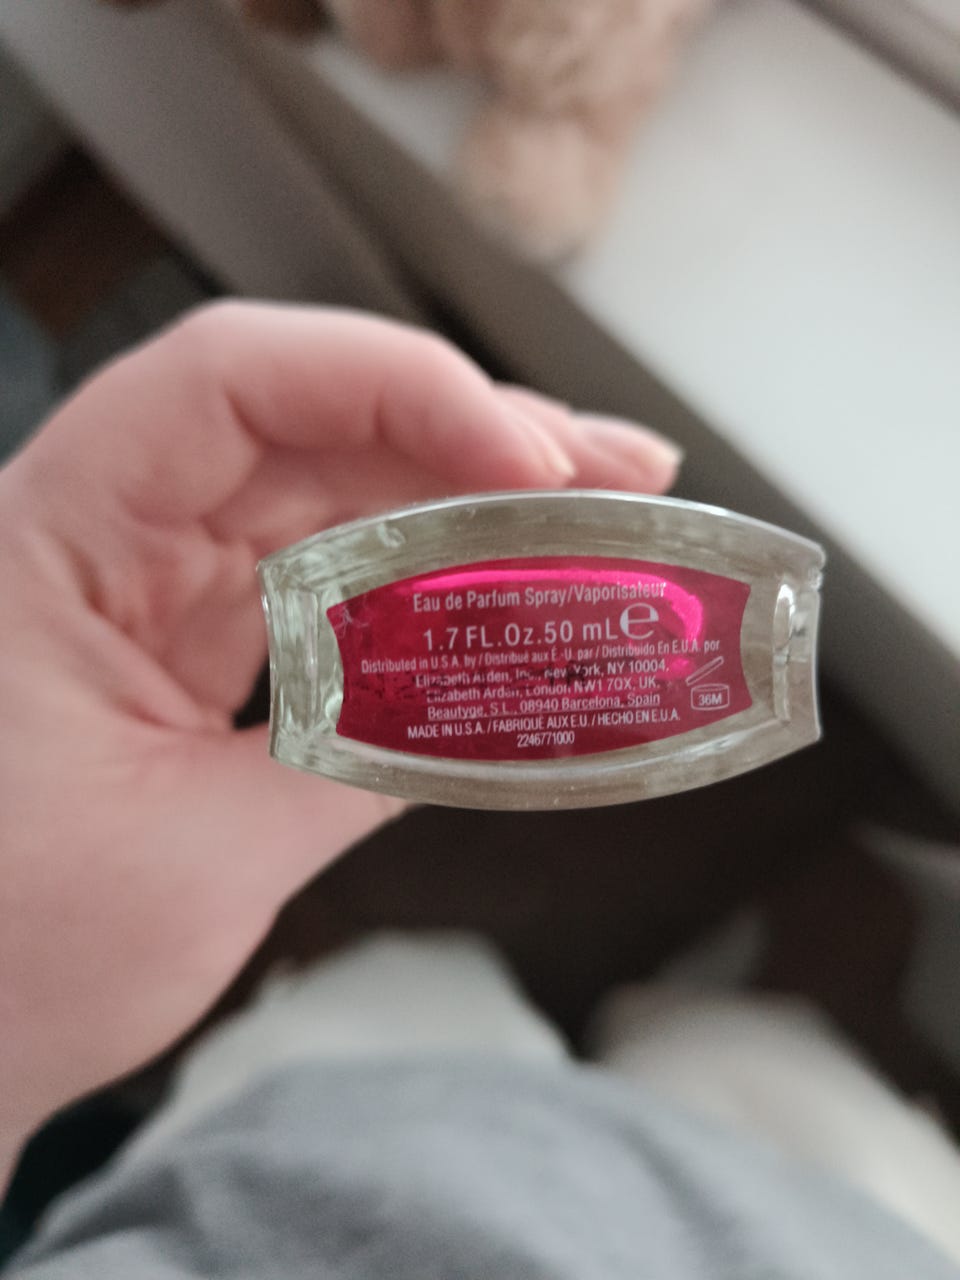 Eau de Parfum Spray/Vaporisateur
1.7 FL.Oz.50 mL℮
Distributed in U.S.A. by / Distribué aux É.-U. par / Distribuido En E.U.A. por
Elizabeth Arden, Inc., New York, NY 10004.
Elizabeth Arden, London NW1 7QX, UK.
Beautyge, S.L., 08940 Barcelona, Spain
36M
MADE IN U.S.A. / FABRIQUÉ AUX E.U. / HECHO EN E.U.A.
2246771000